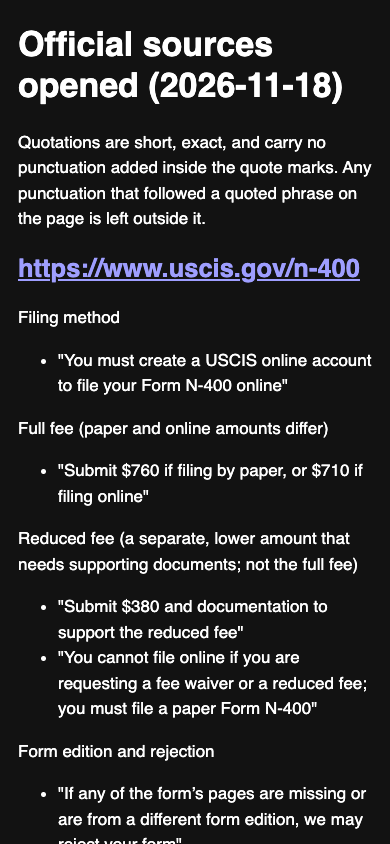 Official sources
opened (2026-11-18)
Quotations are short, exact, and carry no
punctuation added inside the quote marks. Any
punctuation that followed a quoted phrase on
the page is left outside it.
https://www.uscis.gov/n-400
Filing method
• "You must create a USCIS online account
to file your Form N-400 online"
Full fee (paper and online amounts differ)
• "Submit $760 if filing by paper, or $710 if
filing online"
Reduced fee (a separate, lower amount that
needs supporting documents; not the full fee)
• "Submit $380 and documentation to
support the reduced fee"
• "You cannot file online if you are
requesting a fee waiver or a reduced fee;
you must file a paper Form N-400"
Form edition and rejection
• "If any of the form’s pages are missing or
are from a different form edition, we may
reject your form"